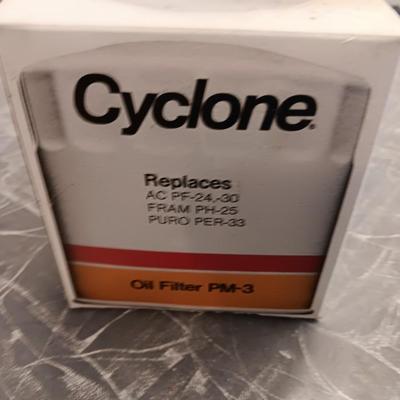 Cyclone.
Replaces
AC PF-24,-30
FRAM PH-25
PURO PER-33
Oil Filter PM-3